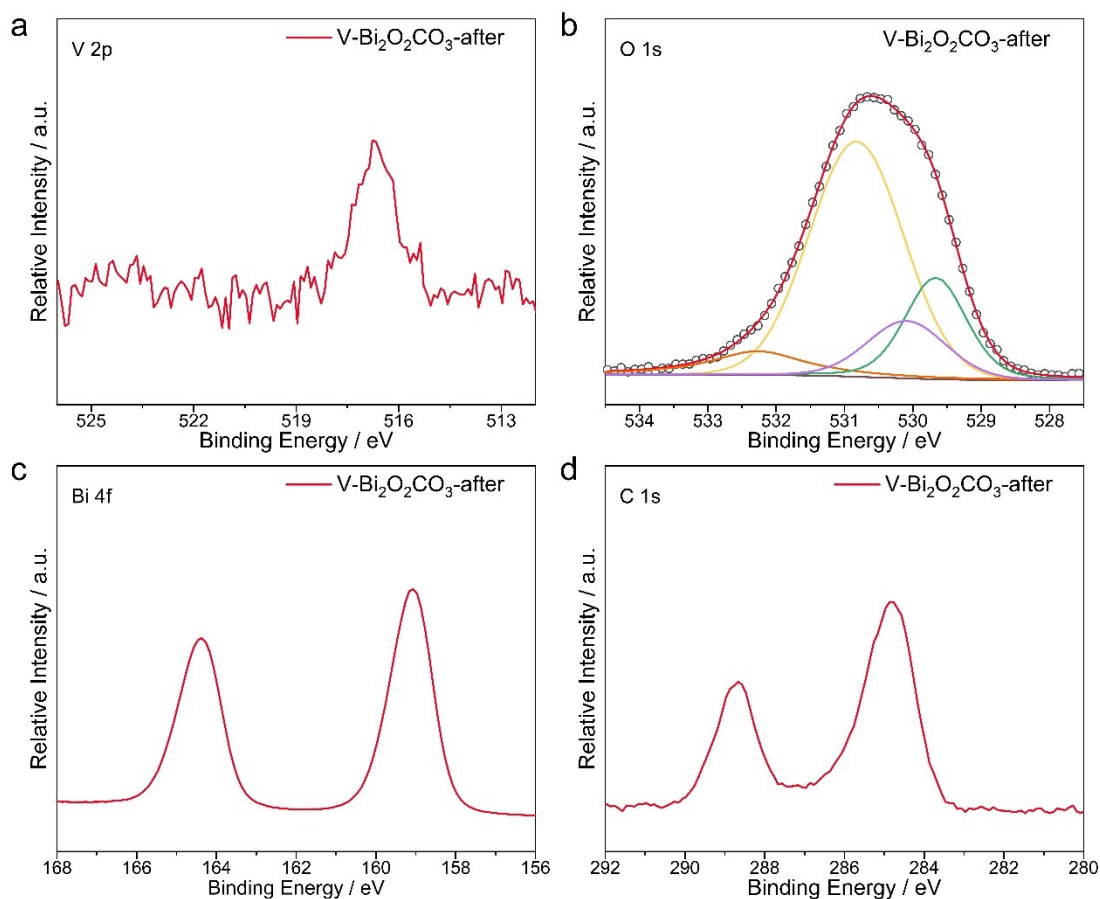 a
V 2p
V-Bi₂O₂CO₃-after
Relative Intensity / a.u.
525 522 519 516 513
Binding Energy / eV
b
O 1s
V-Bi₂O₂CO₃-after
Relative Intensity / a.u.
534 533 532 531 530 529 528
Binding Energy / eV
c
Bi 4f
V-Bi₂O₂CO₃-after
Relative Intensity / a.u.
168 166 164 162 160 158 156
Binding Energy / eV
d
C 1s
V-Bi₂O₂CO₃-after
Relative Intensity / a.u.
292 290 288 286 284 282 280
Binding Energy / eV